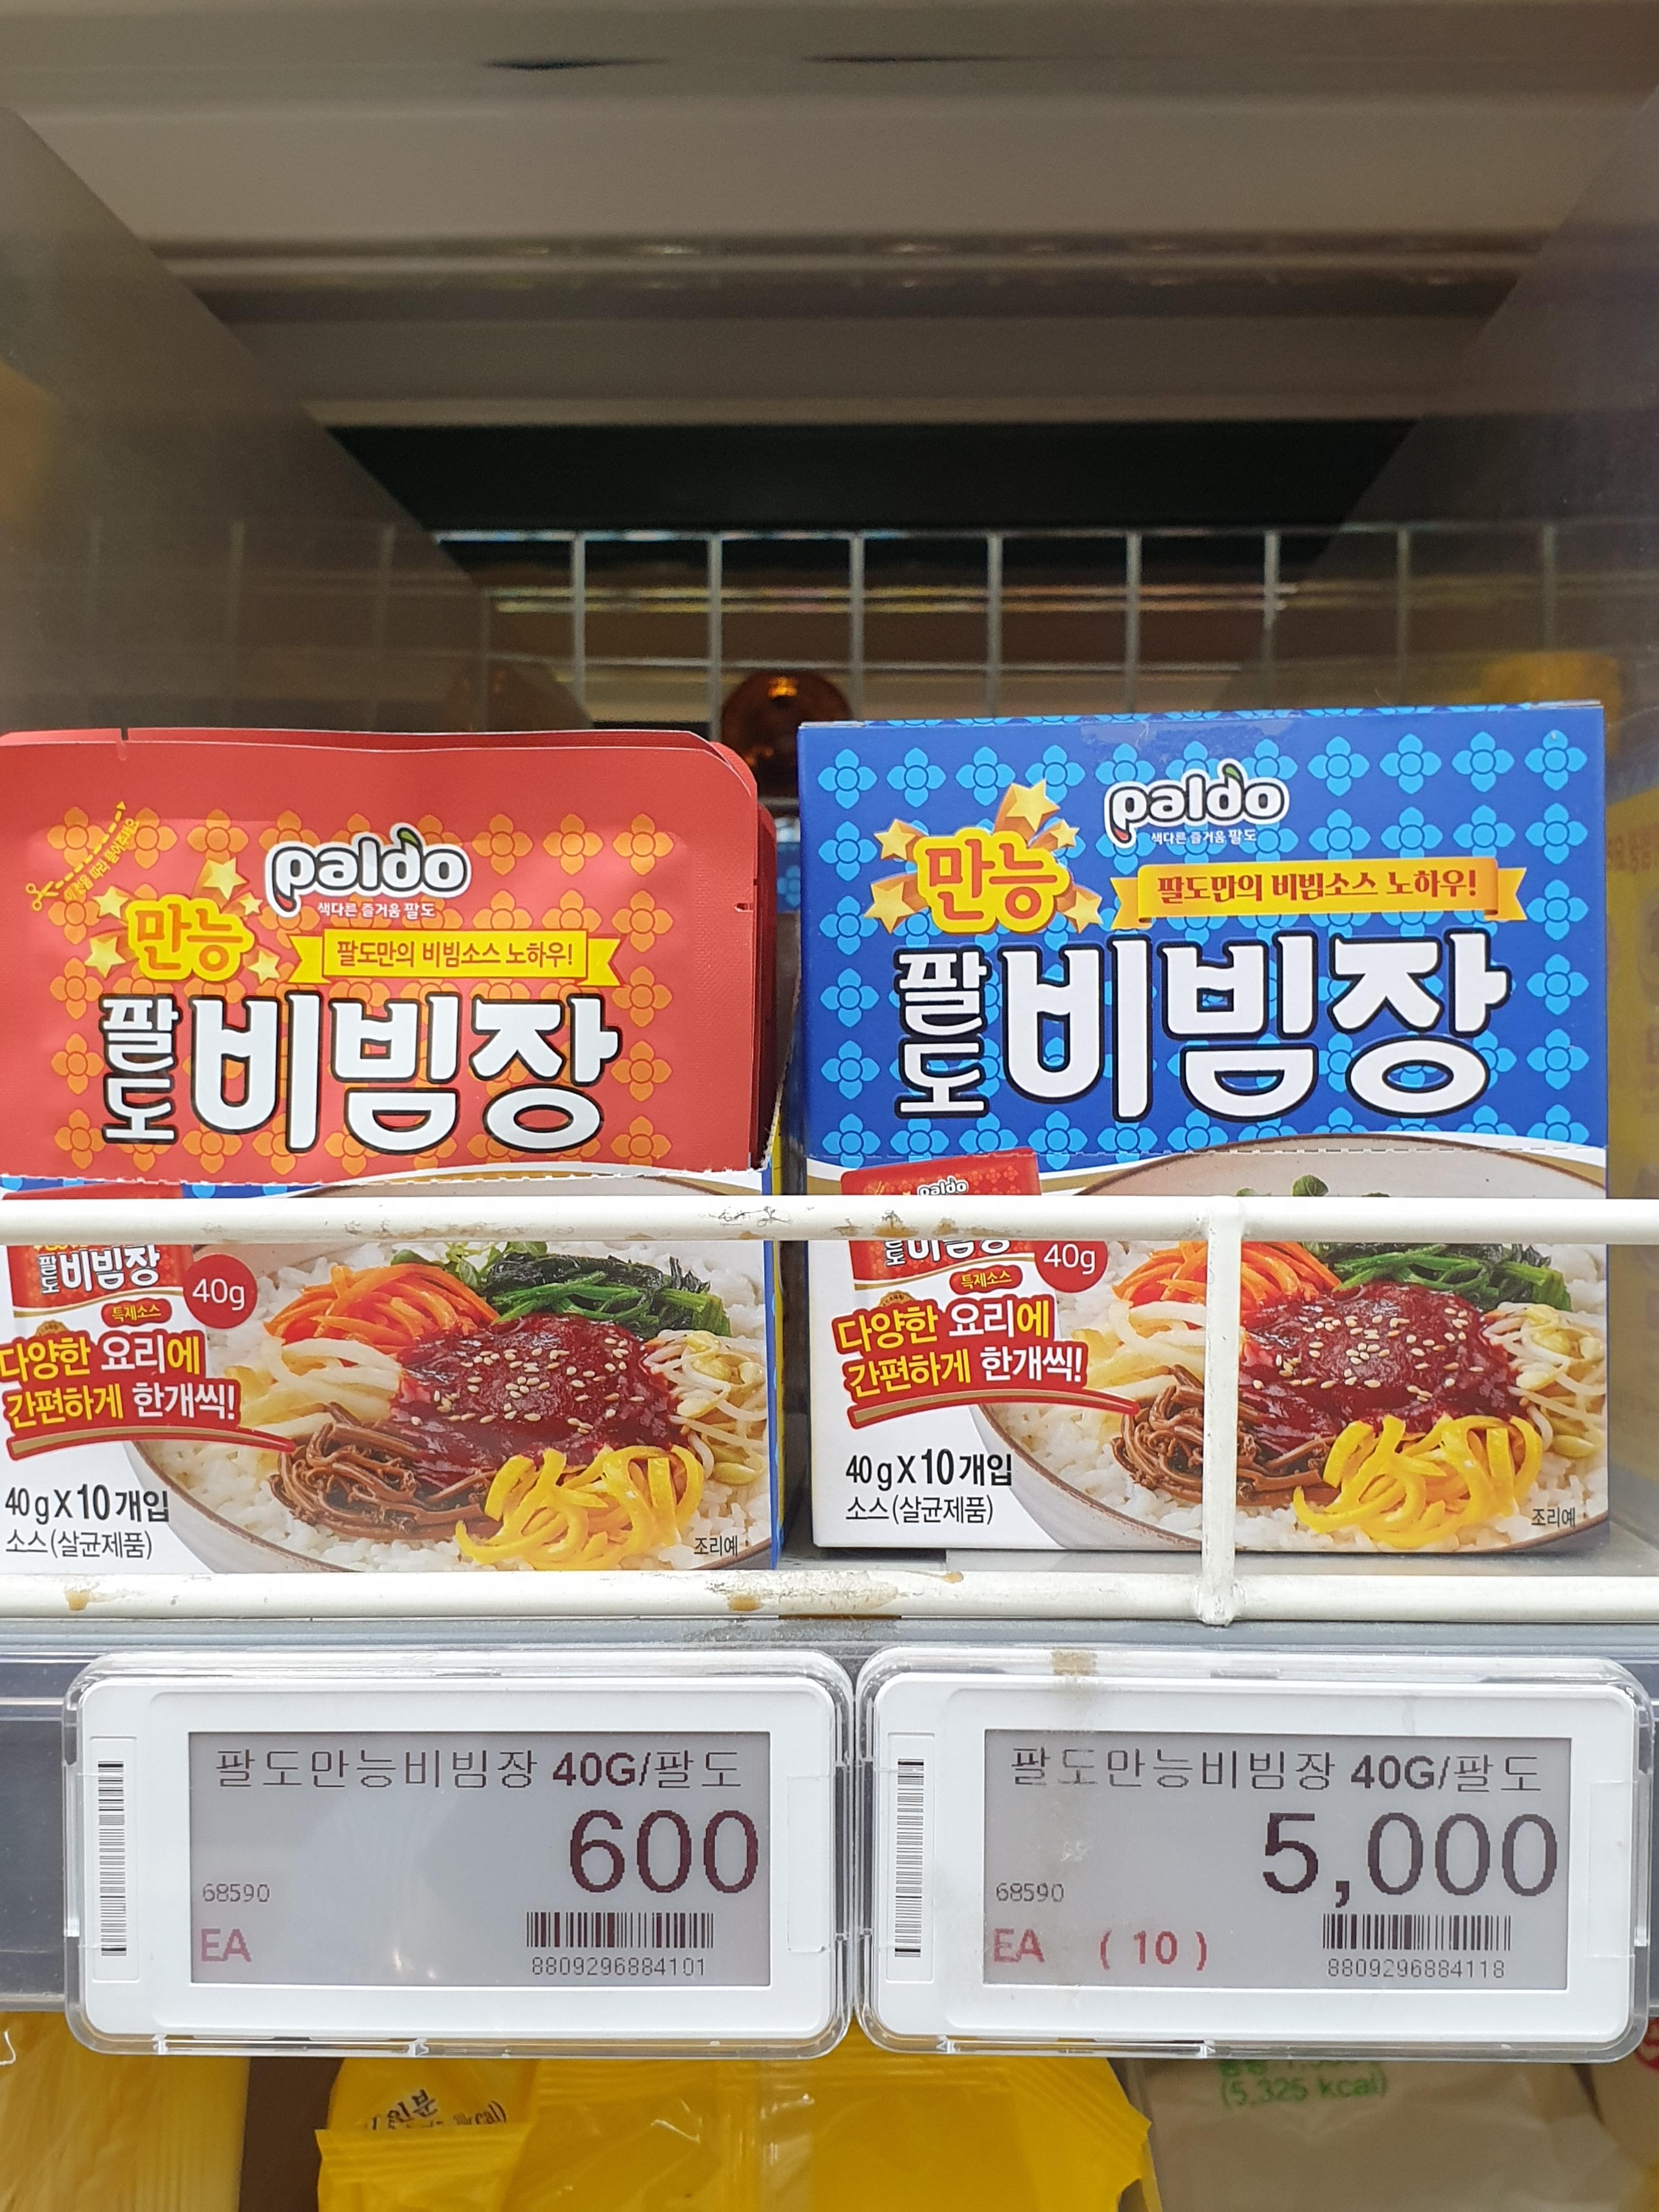 paldo
색다른 즐거움 팔도
만능
팔도만의 비빔소스 노하우!
팔도 비빔장
팔도 비빔장
40g
특제소스
다양한 요리에
간편하게 한개씩!
40g X 10개입
소스(살균제품)
조리예
paldo
색다른 즐거움 팔도
만능
팔도만의 비빔소스 노하우!
팔도 비빔장
paldo
팔도 비빔장
40g
특제소스
다양한 요리에
간편하게 한개씩!
40g X 10개입
소스(살균제품)
조리예
팔도만능비빔장 40G/팔도
600
68590
EA
8809296884101
팔도만능비빔장 40G/팔도
5,000
68590
EA ( 10 )
8809296884118
(5,325 kcal)